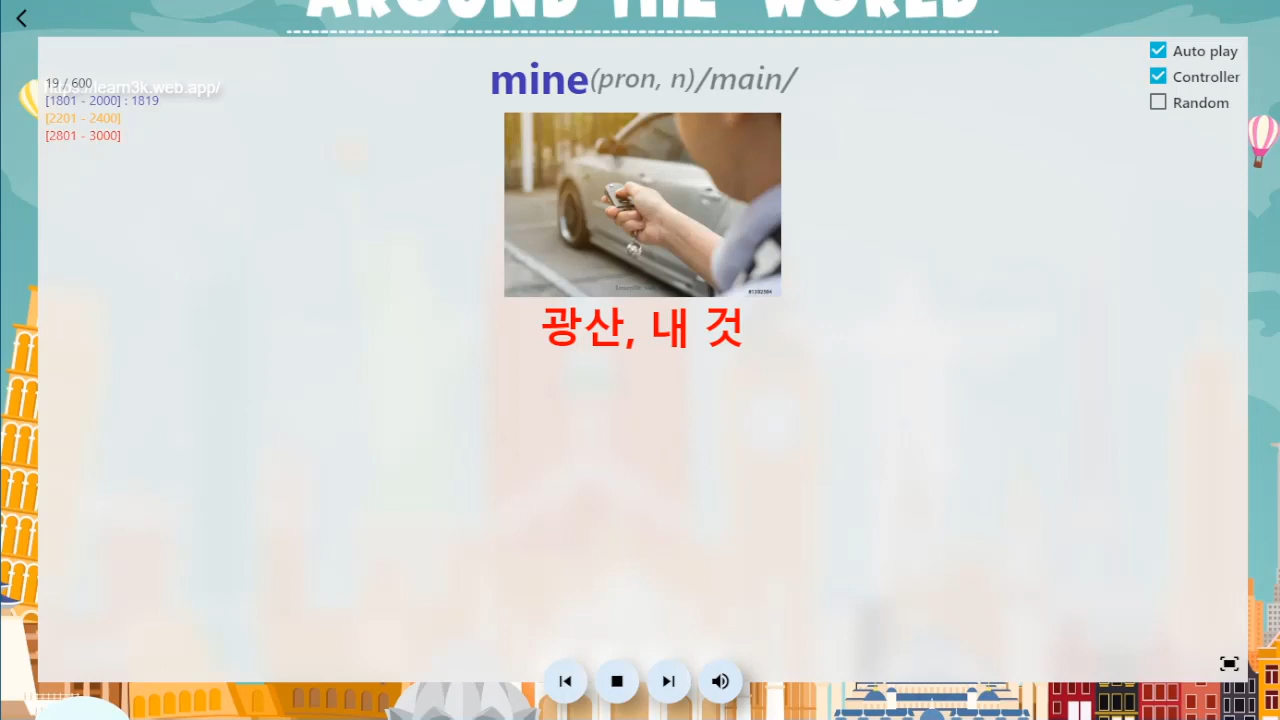 AROUND THE WORLD
mine(pron, n)/main/
19 / 600
https://learn3k.web.app/
[1801 - 2000] : 1819
[2201 - 2400]
[2801 - 3000]
Auto play
Controller
Random
광산, 내 것